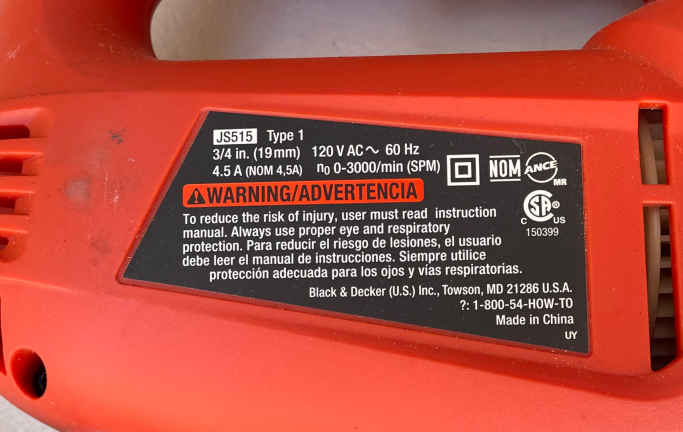 JS515 Type 1
3/4 in. (19mm) 120 V AC ~ 60 Hz
4.5 A (NOM 4,5A) n₀ 0-3000/min (SPM)
NOM ANCE MR
⚠WARNING/ADVERTENCIA
To reduce the risk of injury, user must read instruction
manual. Always use proper eye and respiratory
protection. Para reducir el riesgo de lesiones, el usuario
debe leer el manual de instrucciones. Siempre utilice
protección adecuada para los ojos y vías respiratorias.
C SA® US
150399
Black & Decker (U.S.) Inc., Towson, MD 21286 U.S.A.
?: 1-800-54-HOW-TO
Made in China
UY